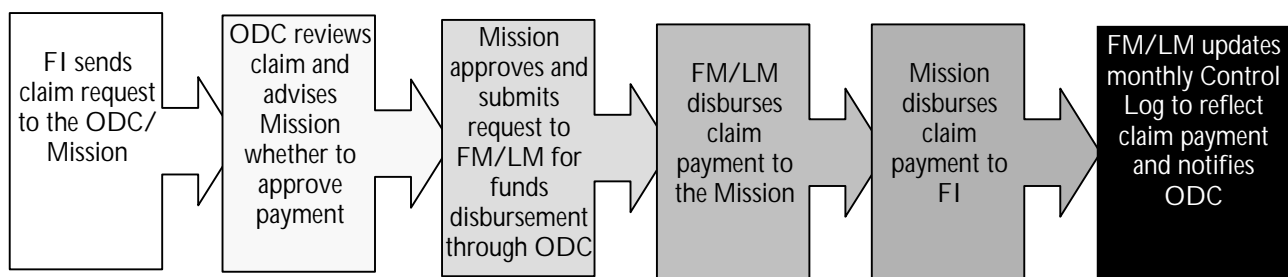 FI sends
claim request
to the ODC/
Mission
ODC reviews
claim and
advises
Mission
whether to
approve
payment
Mission
approves and
submits
request to
FM/LM for
funds
disbursement
through ODC
FM/LM
disburses
claim
payment to
the Mission
Mission
disburses
claim
payment to
FI
FM/LM updates
monthly Control
Log to reflect
claim payment
and notifies
ODC